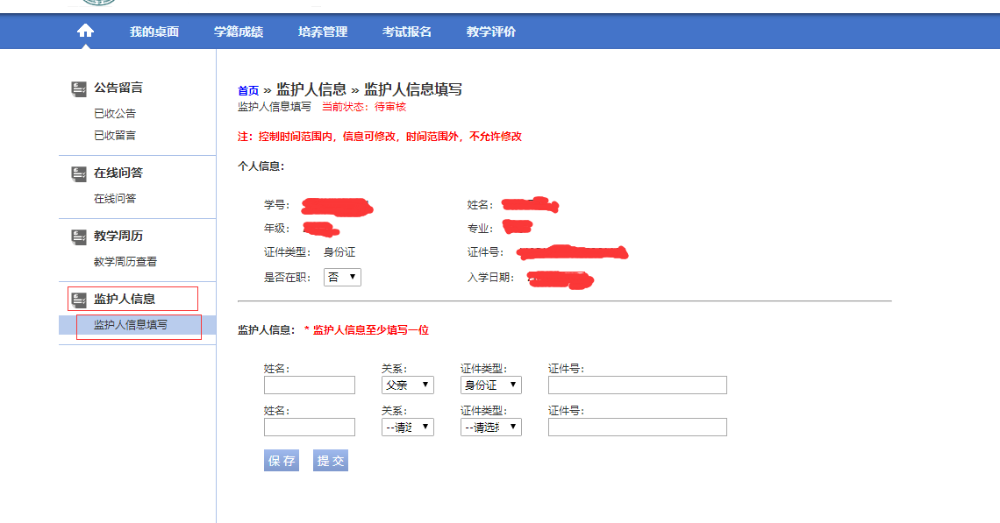 我的桌面 学籍成绩 培养管理 考试报名 教学评价
公告留言
已收公告
已收留言
在线问答
在线问答
教学周历
教学周历查看
监护人信息
监护人信息填写
首页 » 监护人信息 » 监护人信息填写
监护人信息填写 当前状态：待审核
注：控制时间范围内，信息可修改，时间范围外，不允许修改
个人信息：
学号： 姓名：
年级： 专业：
证件类型： 身份证 证件号：
是否在职： 否 入学日期：
监护人信息： * 监护人信息至少填写一位
姓名： 关系： 证件类型： 证件号：
父亲 身份证
姓名： 关系： 证件类型： 证件号：
--请选 --请选择
保 存 提 交